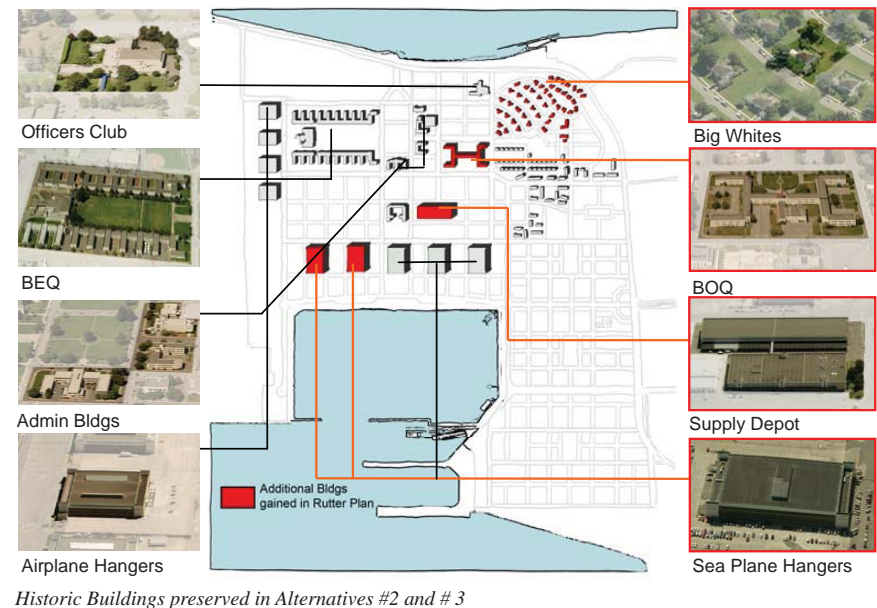 Officers Club
Big Whites
BEQ
BOQ
Admin Bldgs
Supply Depot
Additional Bldgs
gained in Rutter Plan
Airplane Hangers
Sea Plane Hangers
Historic Buildings preserved in Alternatives #2 and # 3